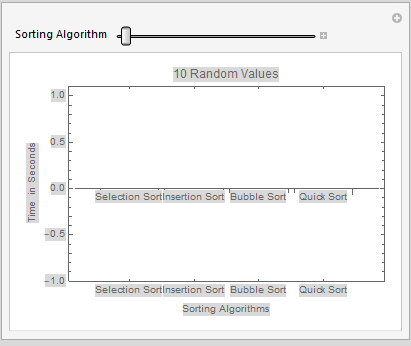 Sorting Algorithm
10 Random Values
1.0
0.5
0.0
-0.5
-1.0
Time in Seconds
Selection Sort Insertion Sort Bubble Sort Quick Sort
Selection Sort Insertion Sort Bubble Sort Quick Sort
Sorting Algorithms